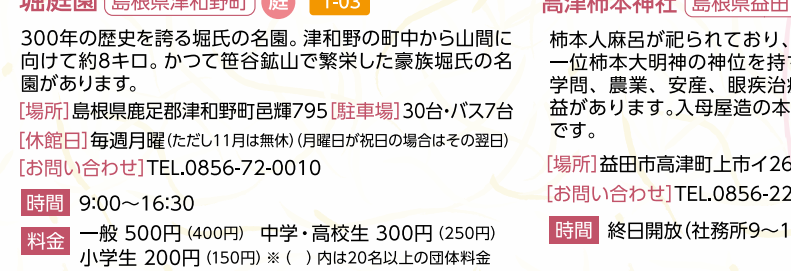 堀庭園 島根県津和野町 庭 1-03
300年の歴史を誇る堀氏の名園。津和野の町中から山間に
向けて約8キロ。かつて笹谷鉱山で繁栄した豪族堀氏の名
園があります。
[場所]島根県鹿足郡津和野町邑輝795[駐車場]30台・バス7台
[休館日]毎週月曜(ただし11月は無休)(月曜日が祝日の場合はその翌日)
[お問い合わせ]TEL.0856-72-0010
時間 9:00〜16:30
料金 一般 500円(400円) 中学・高校生 300円(250円)
小学生 200円(150円)※( )内は20名以上の団体料金
高津柿本神社 島根県益田
柿本人麻呂が祀られており、
一位柿本大明神の神位を持
学問、農業、安産、眼疾治
益があります。入母屋造の本
です。
[場所]益田市高津町上市イ26
[お問い合わせ]TEL.0856-22
時間 終日開放(社務所9〜1